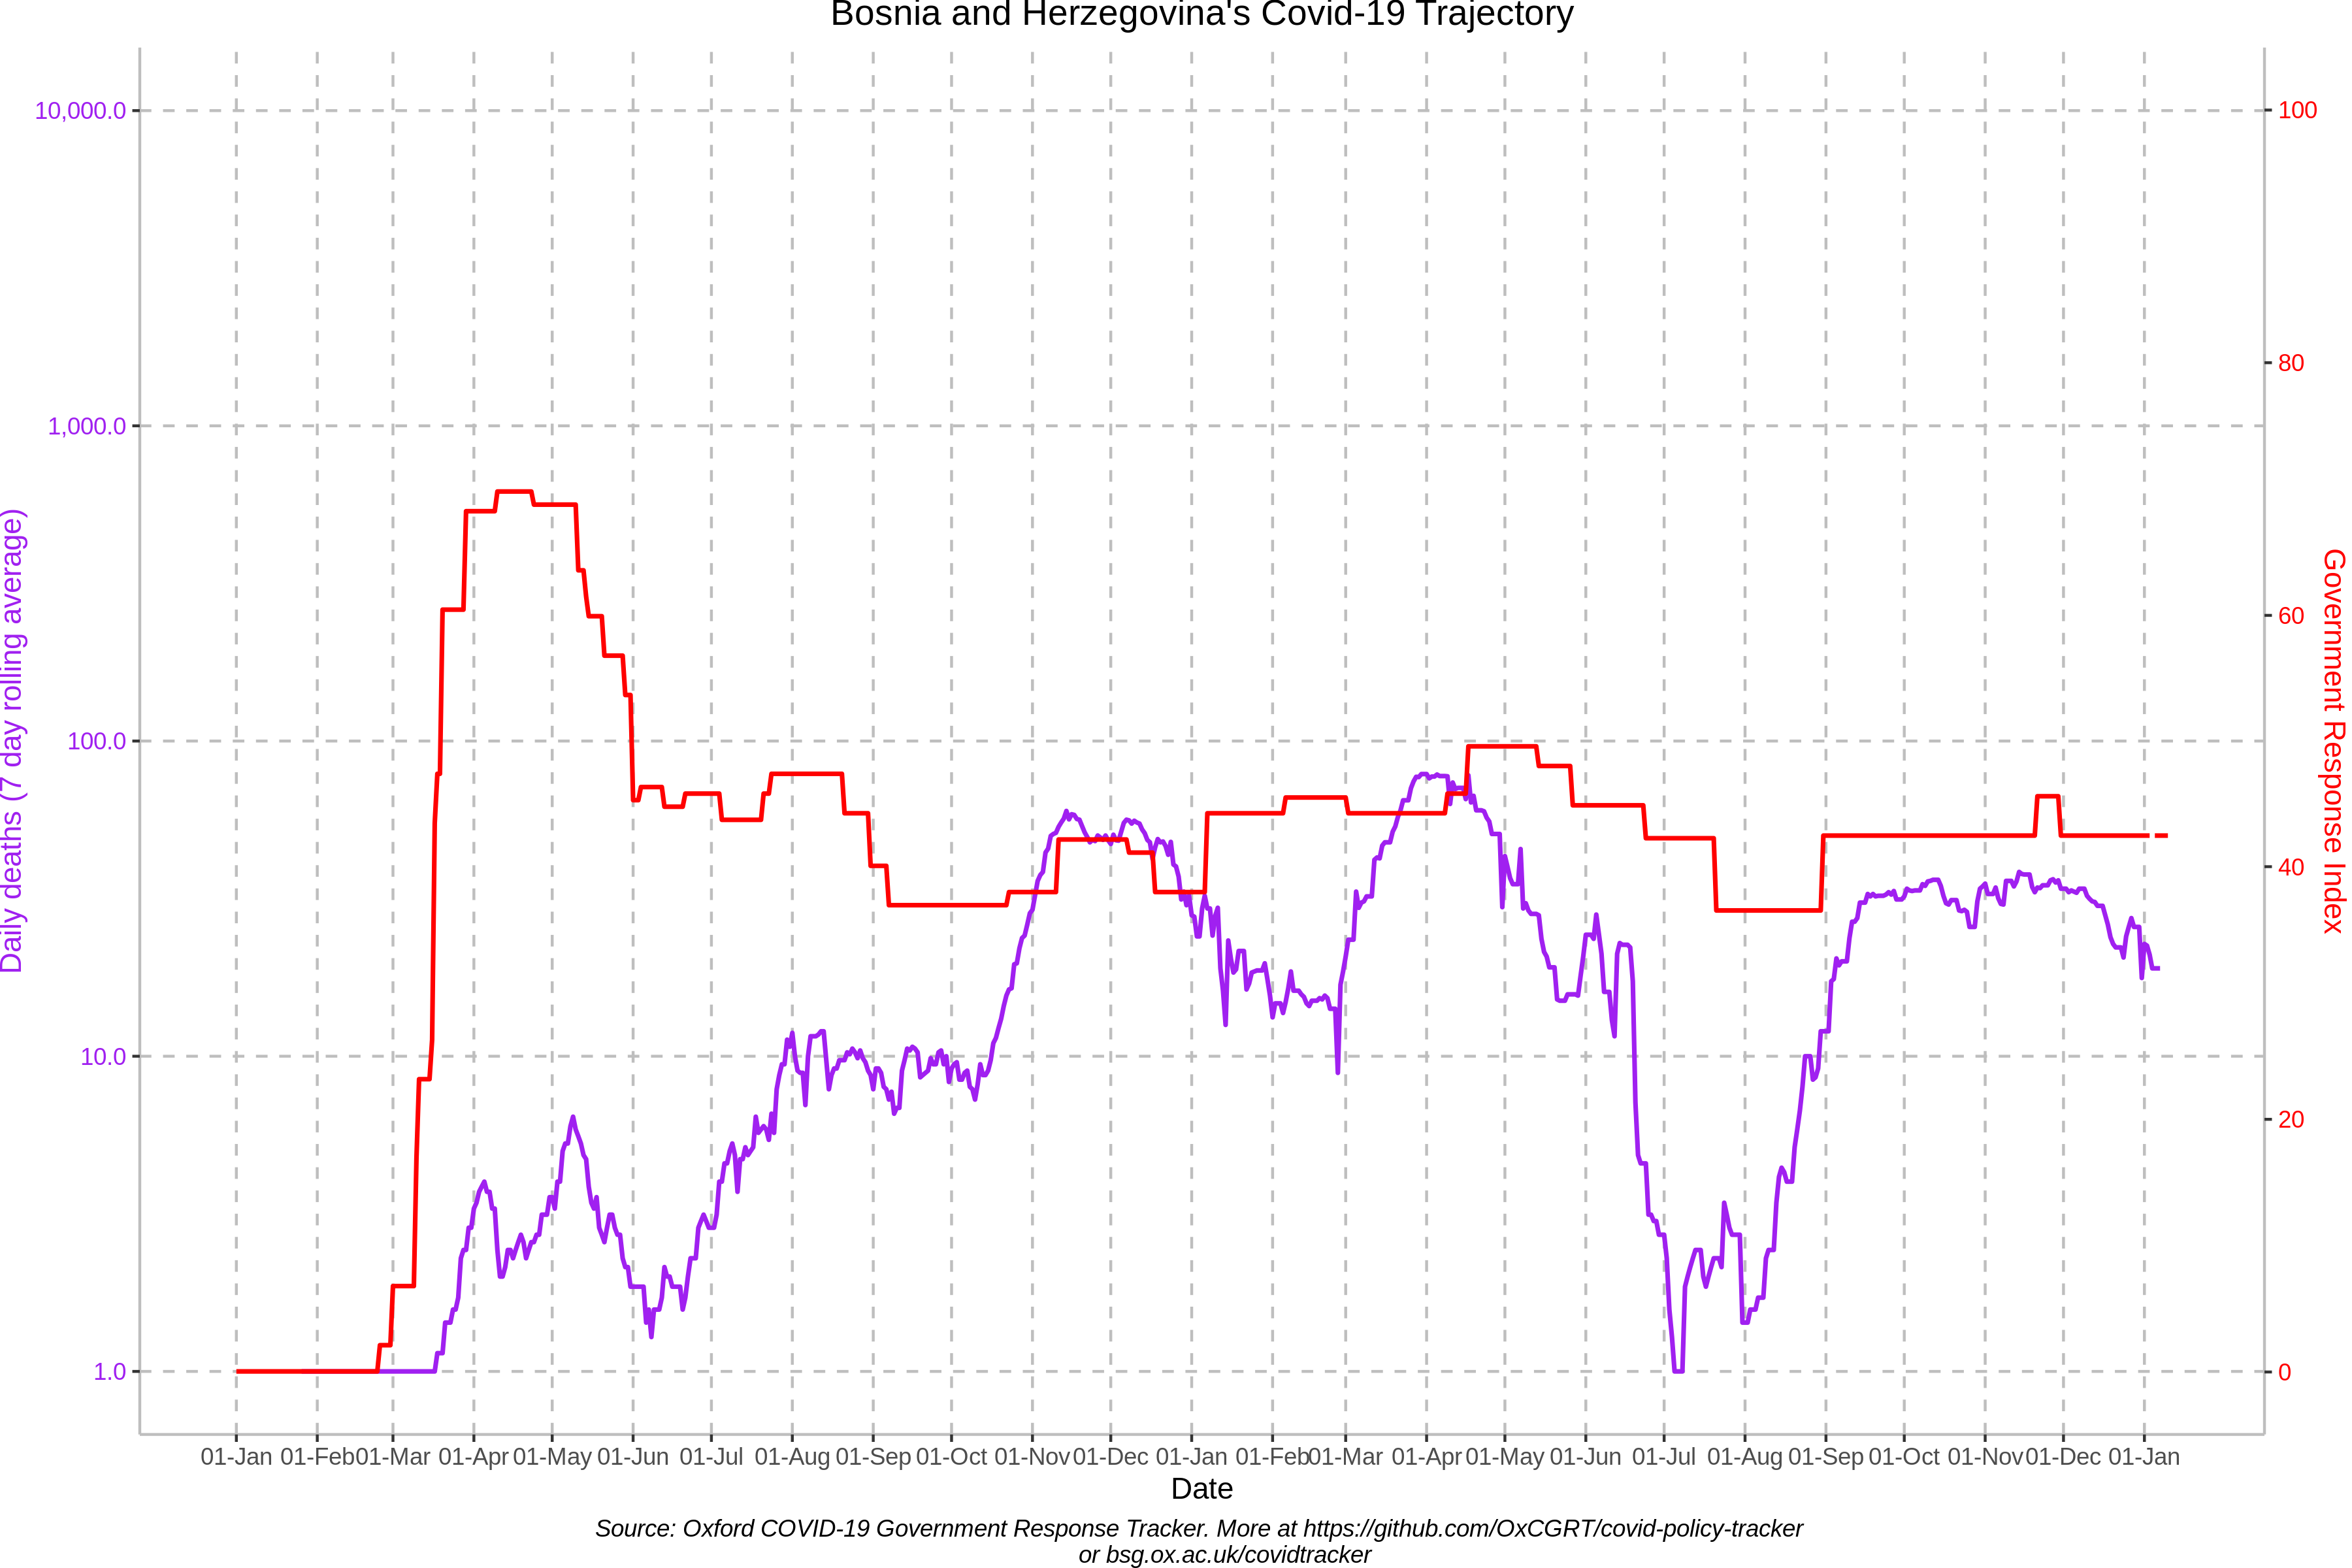 Bosnia and Herzegovina's Covid-19 Trajectory
10,000.0
1,000.0
100.0
10.0
1.0
Daily deaths (7 day rolling average)
100
80
60
40
20
0
Government Response Index
01-Jan 01-Feb 01-Mar 01-Apr 01-May 01-Jun 01-Jul 01-Aug 01-Sep 01-Oct 01-Nov 01-Dec 01-Jan 01-Feb 01-Mar 01-Apr 01-May 01-Jun 01-Jul 01-Aug 01-Sep 01-Oct 01-Nov 01-Dec 01-Jan
Date
Source: Oxford COVID-19 Government Response Tracker. More at https://github.com/OxCGRT/covid-policy-tracker
or bsg.ox.ac.uk/covidtracker